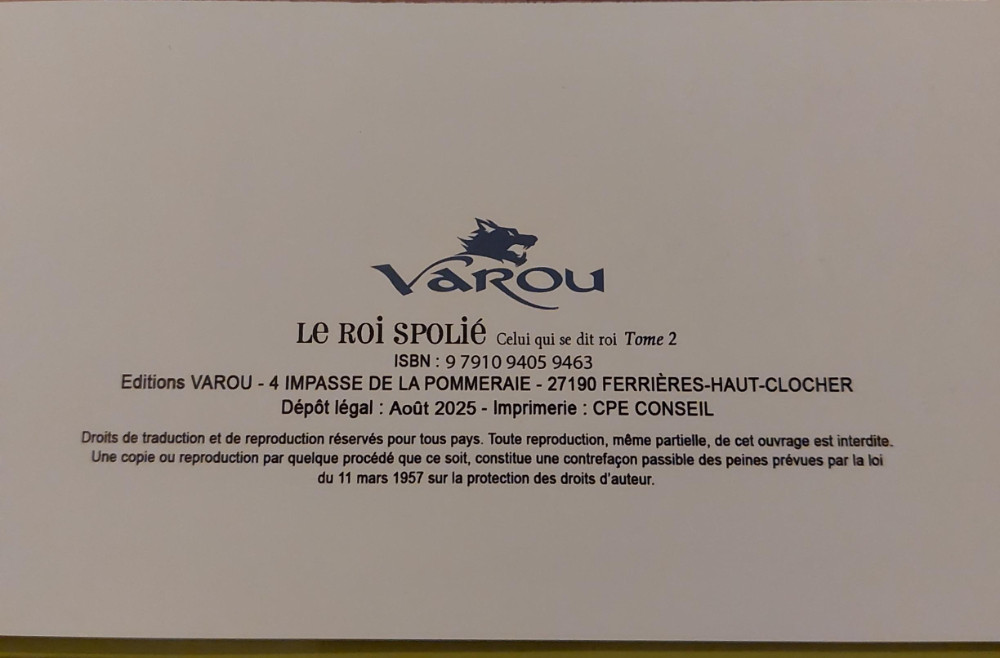 VAROU
LE ROI SPOLIÉ Celui qui se dit roi Tome 2
ISBN : 9 7910 9405 9463
Editions VAROU - 4 IMPASSE DE LA POMMERAIE - 27190 FERRIÈRES-HAUT-CLOCHER
Dépôt légal : Août 2025 - Imprimerie : CPE CONSEIL
Droits de traduction et de reproduction réservés pour tous pays. Toute reproduction, même partielle, de cet ouvrage est interdite.
Une copie ou reproduction par quelque procédé que ce soit, constitue une contrefaçon passible des peines prévues par la loi
du 11 mars 1957 sur la protection des droits d'auteur.